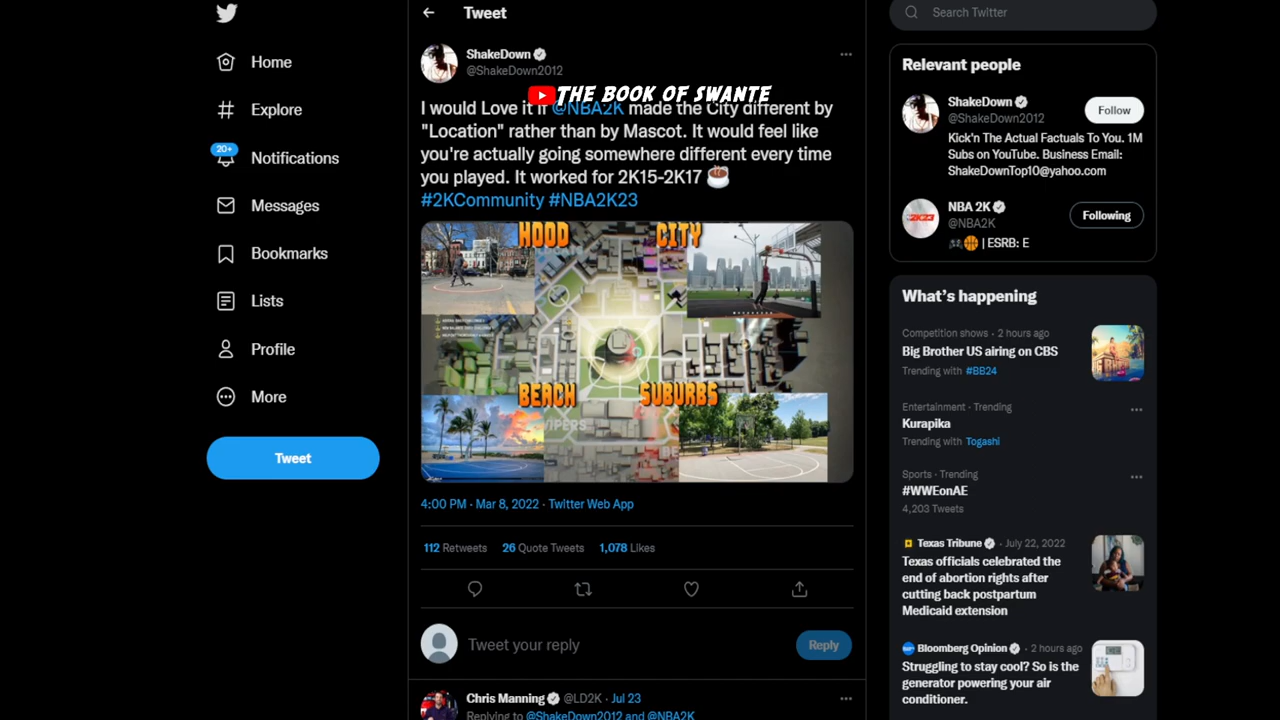 Home
Explore
20+
Notifications
Messages
Bookmarks
Lists
Profile
More
Tweet
Tweet
ShakeDown
@ShakeDown2012
THE BOOK OF SWANTE
I would Love it if @NBA2K made the City different by
"Location" rather than by Mascot. It would feel like
you're actually going somewhere different every time
you played. It worked for 2K15-2K17 ☕
#2KCommunity #NBA2K23
HOOD CITY
BEACH SUBURBS
VIPERS
4:00 PM · Mar 8, 2022 · Twitter Web App
112 Retweets 26 Quote Tweets 1,078 Likes
Tweet your reply
Reply
Chris Manning @LD2K · Jul 23
Replying to @ShakeDown2012 and @NBA2K
Search Twitter
Relevant people
ShakeDown
@ShakeDown2012
Follow
Kick'n The Actual Factuals To You. 1M
Subs on YouTube. Business Email:
ShakeDownTop10@yahoo.com
NBA 2K
@NBA2K
Following
🎮🏀 | ESRB: E
What's happening
Competition shows · 2 hours ago
Big Brother US airing on CBS
Trending with #BB24
Entertainment · Trending
Kurapika
Trending with Togashi
Sports · Trending
#WWEonAE
4,203 Tweets
Texas Tribune · July 22, 2022
Texas officials celebrated the
end of abortion rights after
cutting back postpartum
Medicaid extension
Bloomberg Opinion · 2 hours ago
Struggling to stay cool? So is the
generator powering your air
conditioner.